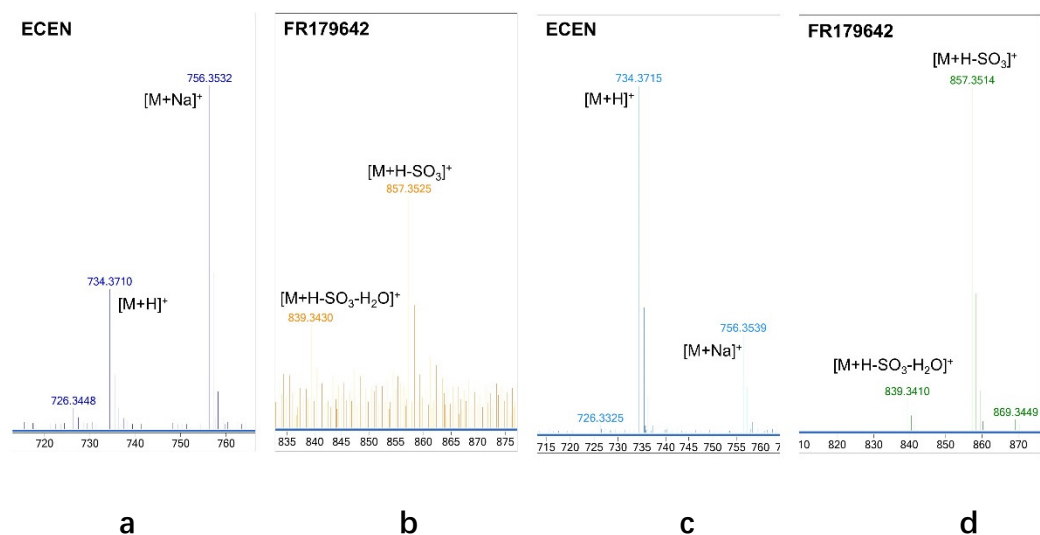 ECEN
756.3532
[M+Na]⁺
734.3710
[M+H]⁺
726.3448
720 730 740 750 760
a
FR179642
[M+H-SO₃]⁺
857.3525
[M+H-SO₃-H₂O]⁺
839.3430
835 840 845 850 855 860 865 870 875
b
ECEN
734.3715
[M+H]⁺
756.3539
[M+Na]⁺
726.3325
715 720 725 730 735 740 745 750 755 760 7
c
FR179642
[M+H-SO₃]⁺
857.3514
[M+H-SO₃-H₂O]⁺
839.3410
869.3449
10 820 830 840 850 860 870
d